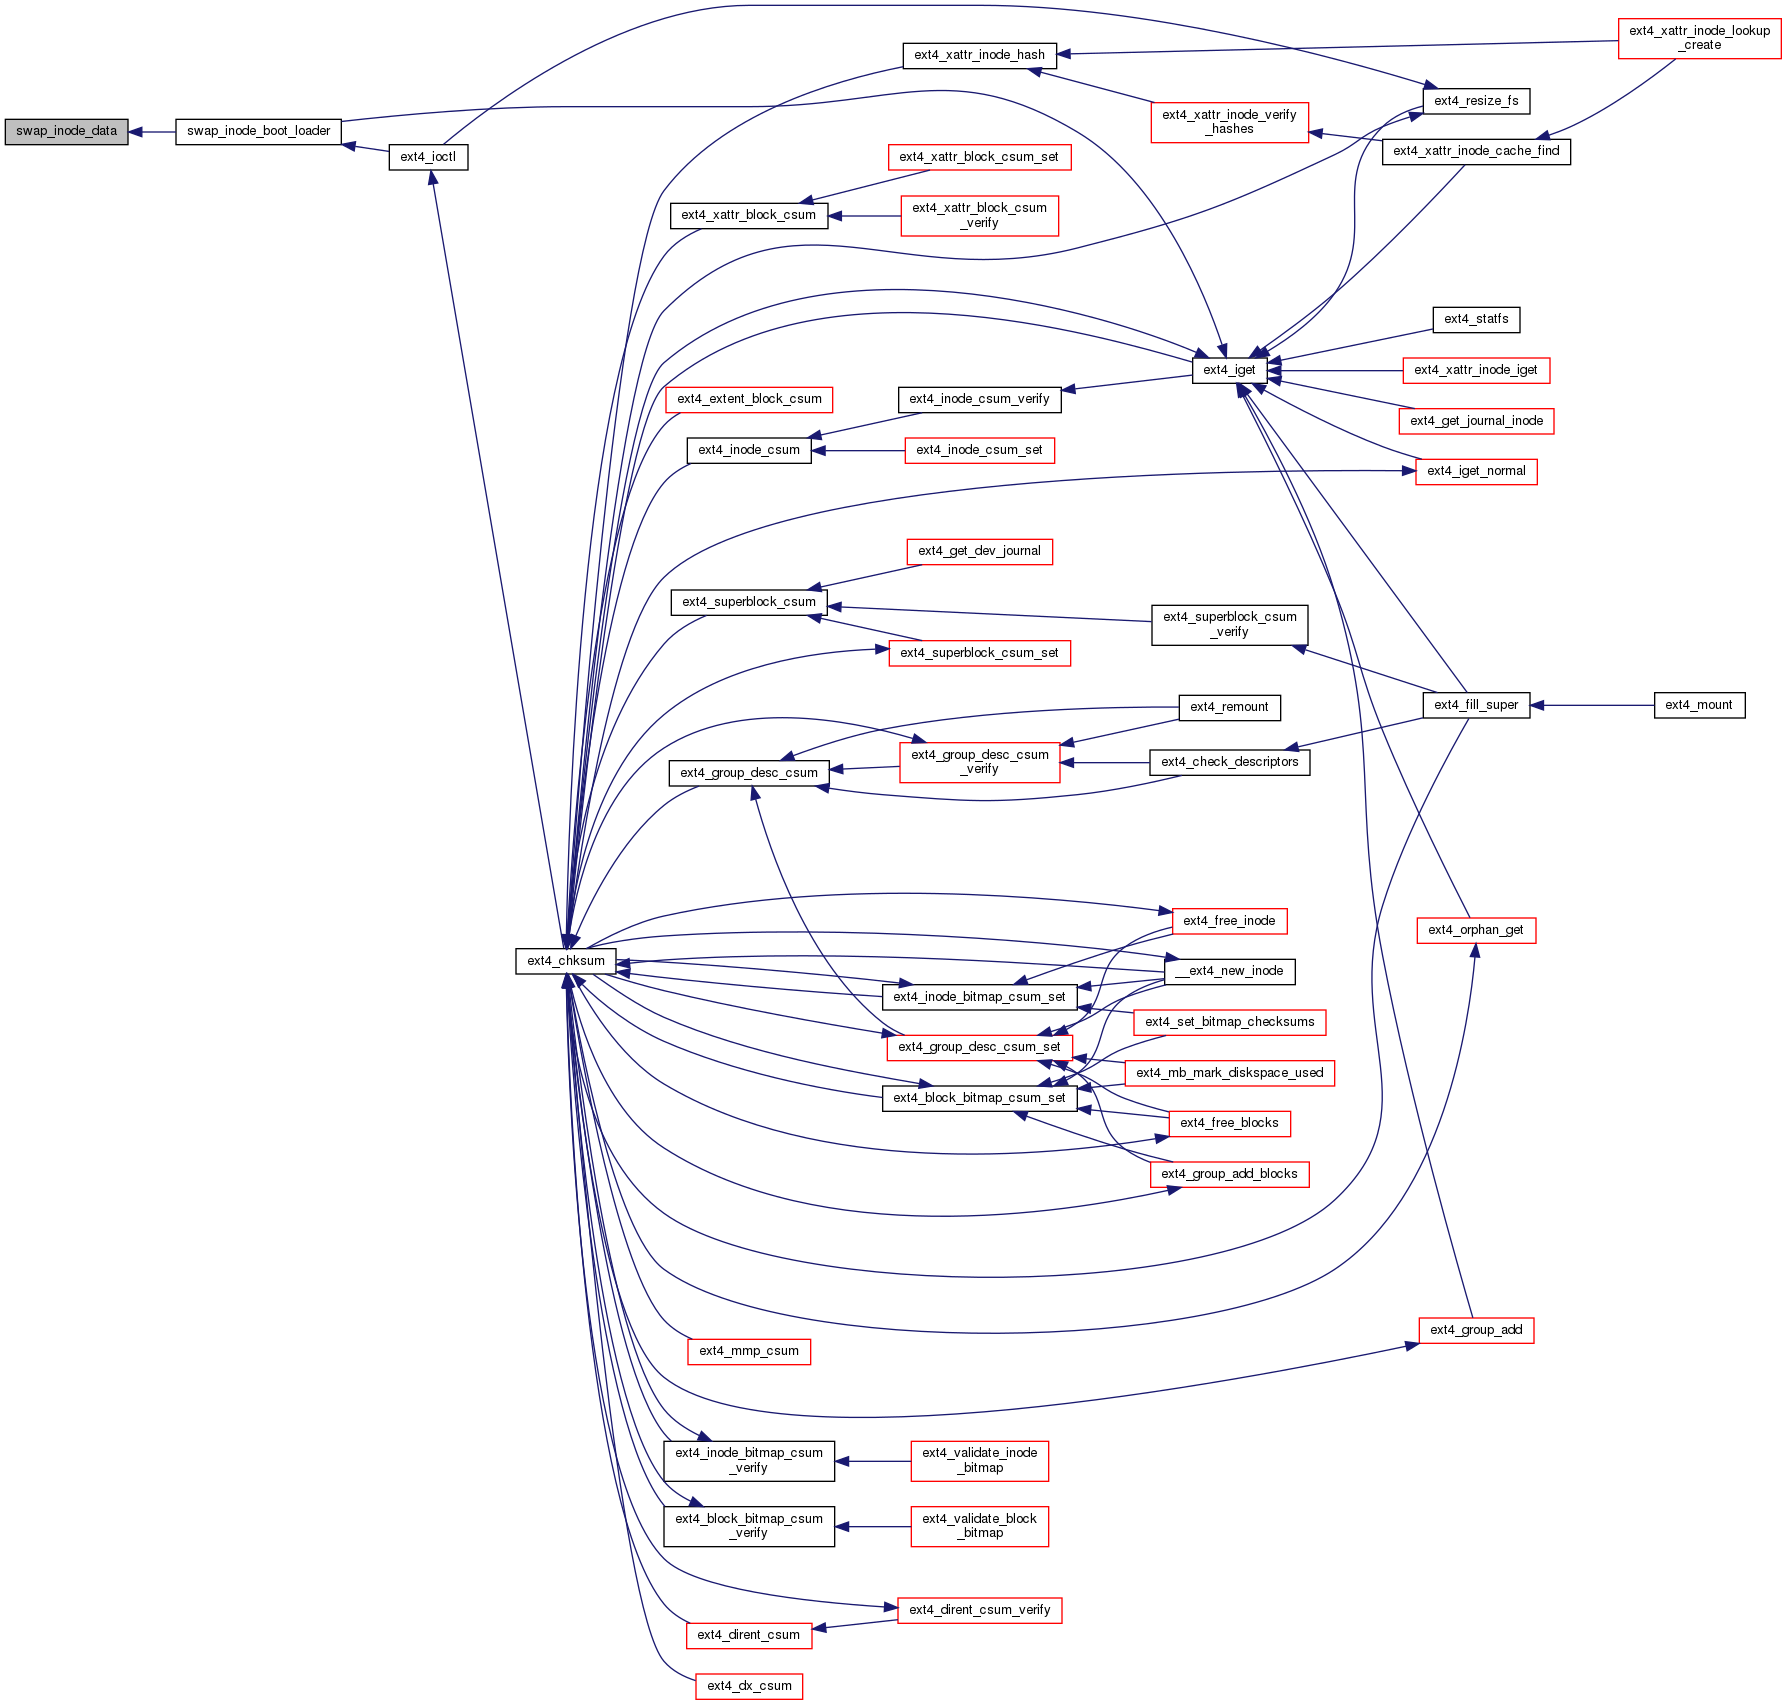 ext4_xattr_inode_lookup
_create
ext4_xattr_inode_hash
ext4_resize_fs
ext4_xattr_inode_verify
_hashes
swap_inode_data
swap_inode_boot_loader
ext4_ioctl
ext4_xattr_block_csum_set
ext4_xattr_inode_cache_find
ext4_xattr_block_csum
ext4_xattr_block_csum
_verify
ext4_statfs
ext4_iget
ext4_xattr_inode_iget
ext4_extent_block_csum
ext4_inode_csum_verify
ext4_get_journal_inode
ext4_inode_csum
ext4_inode_csum_set
ext4_iget_normal
ext4_get_dev_journal
ext4_superblock_csum
ext4_superblock_csum
_verify
ext4_superblock_csum_set
ext4_remount
ext4_fill_super
ext4_mount
ext4_group_desc_csum
ext4_group_desc_csum
_verify
ext4_check_descriptors
ext4_free_inode
ext4_orphan_get
ext4_chksum
__ext4_new_inode
ext4_inode_bitmap_csum_set
ext4_set_bitmap_checksums
ext4_group_desc_csum_set
ext4_mb_mark_diskspace_used
ext4_block_bitmap_csum_set
ext4_free_blocks
ext4_group_add_blocks
ext4_group_add
ext4_mmp_csum
ext4_inode_bitmap_csum
_verify
ext4_validate_inode
_bitmap
ext4_block_bitmap_csum
_verify
ext4_validate_block
_bitmap
ext4_dirent_csum_verify
ext4_dirent_csum
ext4_dx_csum